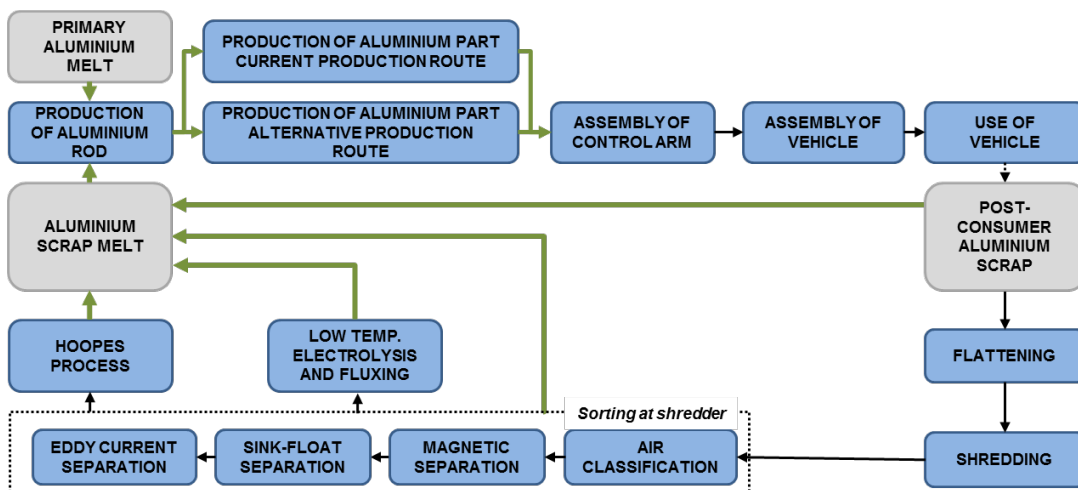 PRIMARY
ALUMINIUM
MELT
PRODUCTION OF ALUMINIUM PART
CURRENT PRODUCTION ROUTE
PRODUCTION
OF ALUMINIUM
ROD
PRODUCTION OF ALUMINIUM PART
ALTERNATIVE PRODUCTION
ROUTE
ASSEMBLY OF
CONTROL ARM
ASSEMBLY OF
VEHICLE
USE OF
VEHICLE
ALUMINIUM
SCRAP MELT
POST-
CONSUMER
ALUMINIUM
SCRAP
HOOPES
PROCESS
LOW TEMP.
ELECTROLYSIS
AND FLUXING
FLATTENING
Sorting at shredder
EDDY CURRENT
SEPARATION
SINK-FLOAT
SEPARATION
MAGNETIC
SEPARATION
AIR
CLASSIFICATION
SHREDDING